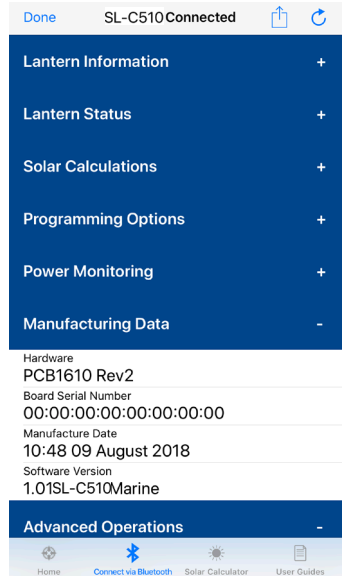 Done SL-C510 Connected
Lantern Information +
Lantern Status +
Solar Calculations +
Programming Options +
Power Monitoring +
Manufacturing Data -
Hardware
PCB1610 Rev2
Board Serial Number
00:00:00:00:00:00:00:00
Manufacture Date
10:48 09 August 2018
Software Version
1.01SL-C510Marine
Advanced Operations -
Home Connect via Bluetooth Solar Calculator User Guides